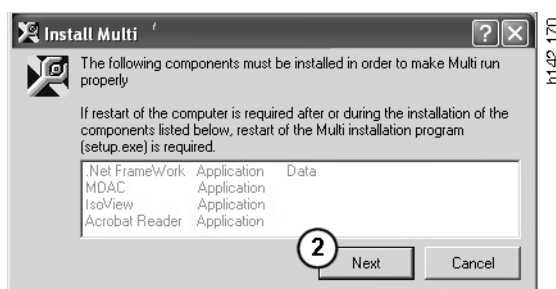 Install Multi
The following components must be installed in order to make Multi run
properly
If restart of the computer is required after or during the installation of the
components listed below, restart of the Multi installation program
(setup.exe) is required.
.Net FrameWork Application Data
MDAC Application
IsoView Application
Acrobat Reader Application
2
Next
Cancel
h142 170